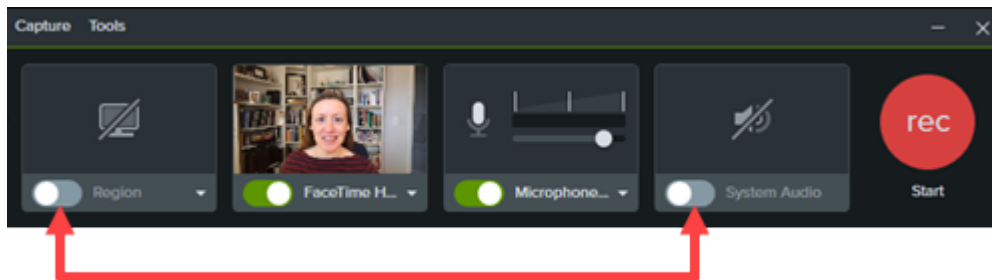 Capture Tools
Region
FaceTime H...
Microphone...
System Audio
rec
Start